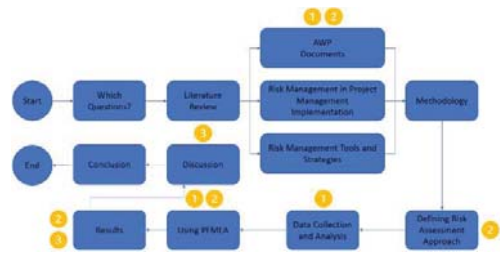 1 2
AWP
Documents
Start
Which
Questions?
Literature
Review
Risk Management in Project
Management
Implementation
Methodology
Risk Management Tools and
Strategies
3
End
Conclusion
Discussion
1 2
1
2
3
Results
Using PFMEA
Data Collection
and Analysis
Defining Risk
Assessment
Approach
2